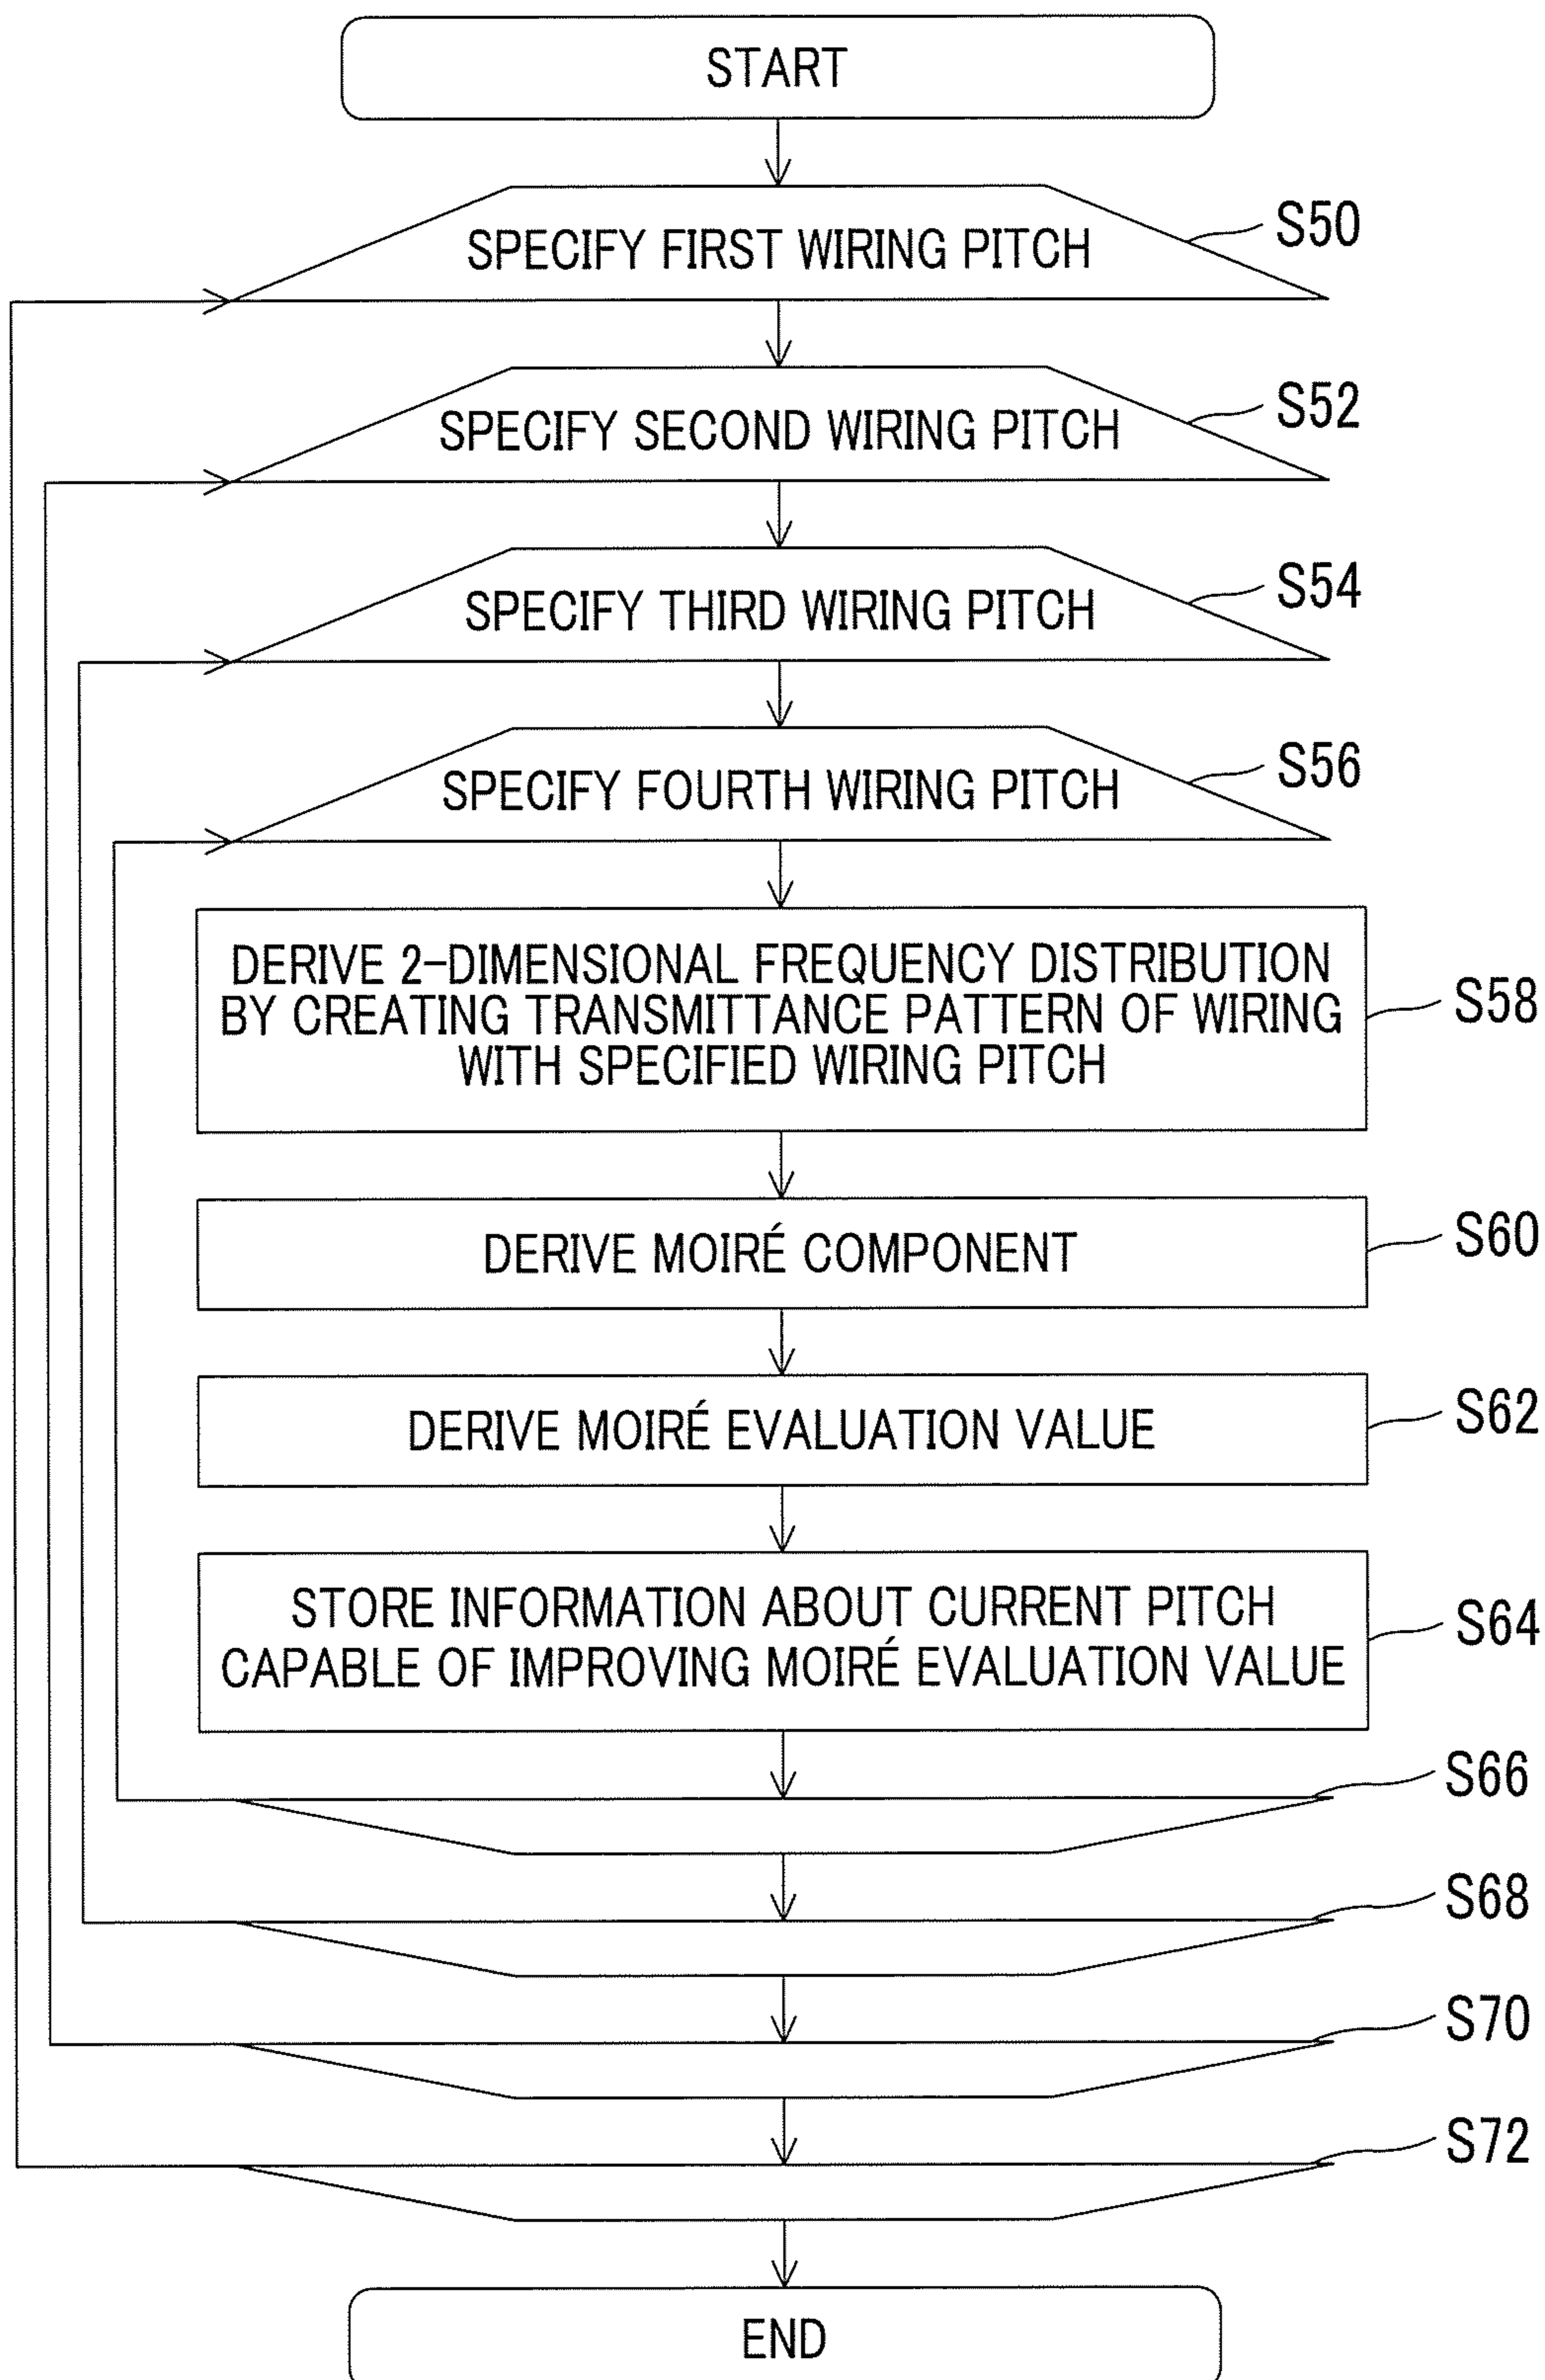 START
SPECIFY FIRST WIRING PITCH
S50
SPECIFY SECOND WIRING PITCH
S52
SPECIFY THIRD WIRING PITCH
S54
SPECIFY FOURTH WIRING PITCH
S56
DERIVE 2-DIMENSIONAL FREQUENCY DISTRIBUTION
BY CREATING TRANSMITTANCE PATTERN OF WIRING
WITH SPECIFIED WIRING PITCH
S58
DERIVE MOIRÉ COMPONENT
S60
DERIVE MOIRÉ EVALUATION VALUE
S62
STORE INFORMATION ABOUT CURRENT PITCH
CAPABLE OF IMPROVING MOIRÉ EVALUATION VALUE
S64
S66
S68
S70
S72
END